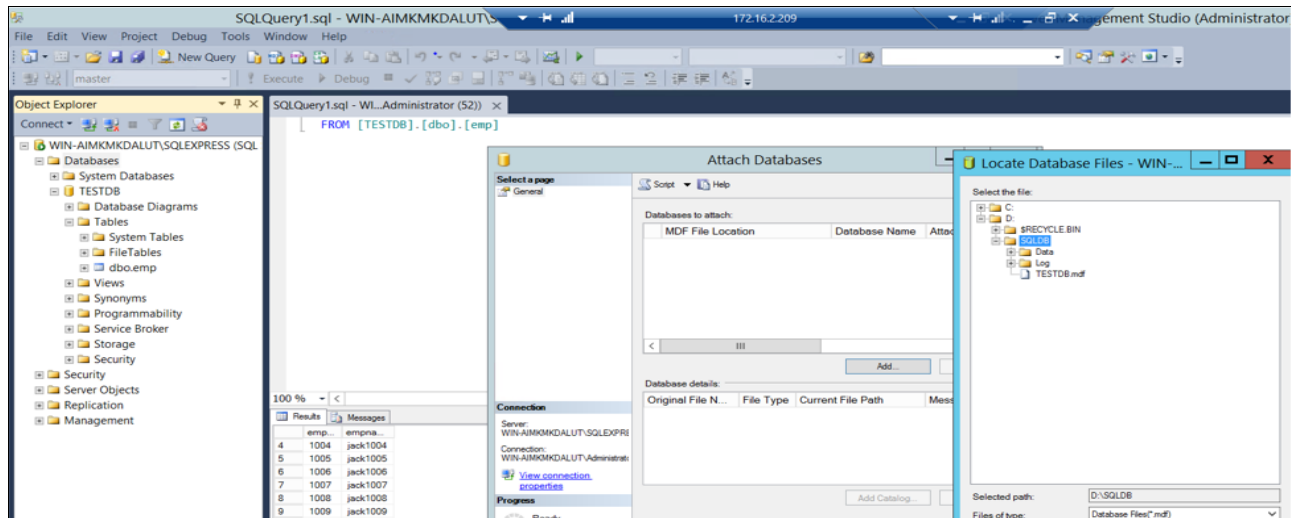 SQLQuery1.sql - WIN-AIMKMKDALUT\S
172.16.2.209
gement Studio (Administrator
File Edit View Project Debug Tools Window Help
New Query
master
Execute Debug
Object Explorer
SQLQuery1.sql - WI...Administrator (52))
Connect
FROM [TESTDB].[dbo].[emp]
WIN-AIMKMKDALUT\SQLEXPRESS (SQL
Databases
System Databases
TESTDB
Database Diagrams
Tables
System Tables
FileTables
dbo.emp
Views
Synonyms
Programmability
Service Broker
Storage
Security
Security
Server Objects
Replication
Management
100 %
Results Messages
emp... empna...
4 1004 jack1004
5 1005 jack1005
6 1006 jack1006
7 1007 jack1007
8 1008 jack1008
9 1009 jack1009
Attach Databases
Select a page
General
Script Help
Databases to attach:
MDF File Location Database Name Attac
Add...
Database details:
Original File N... File Type Current File Path Mess
Connection
Server:
WIN-AIMKMKDALUT\SQLEXPRE
Connection:
WIN-AIMKMKDALUT\Administrato
View connection
properties
Progress
Ready
Add Catalog...
Locate Database Files - WIN-...
Select the file:
C:
D:
$RECYCLE.BIN
SQLDB
Data
Log
TESTDB.mdf
Selected path: D:\SQLDB
Files of type: Database Files(*.mdf)